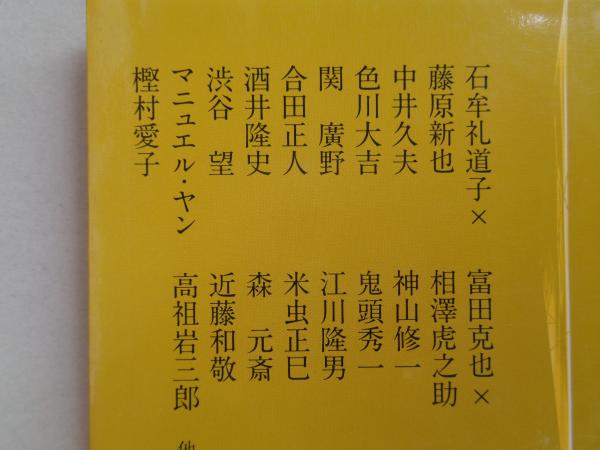 石牟礼道子×
藤原新也
中井久夫
色川大吉
関 廣野
合田正人
酒井隆史
渋谷 望
マニュエル・ヤン
樫村愛子
富田克也×
相澤虎之助
神山修一
鬼頭秀一
江川隆男
米虫正巳
森 元斎
近藤和敬
高祖岩三郎
他